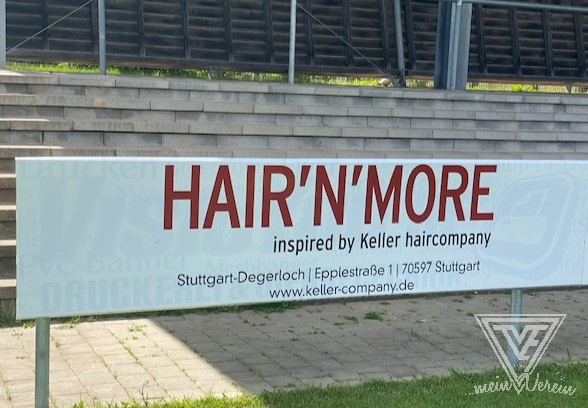 HAIR'N'MORE
inspired by Keller haircompany
Stuttgart-Degerloch | Epplestraße 1 | 70597 Stuttgart
www.keller-company.de
...mein Verein